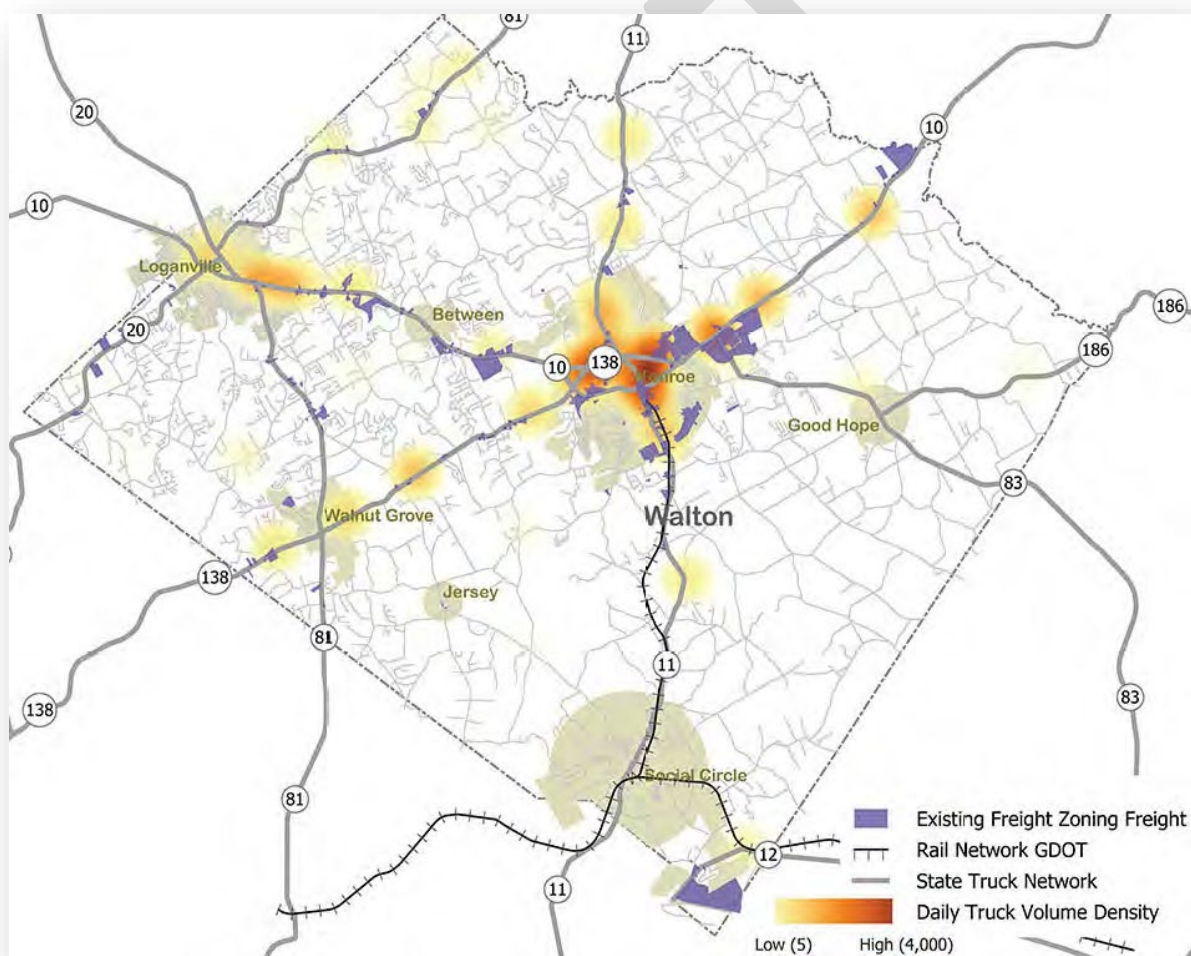 81
11
20
10
10
Loganville
Between
20
186
186
10
138
Monroe
Good Hope
83
Walnut Grove
Walton
138
Jersey
81
11
83
138
Social Circle
81
12
11
Existing Freight Zoning Freight
Rail Network GDOT
State Truck Network
Daily Truck Volume Density
Low (5) High (4,000)